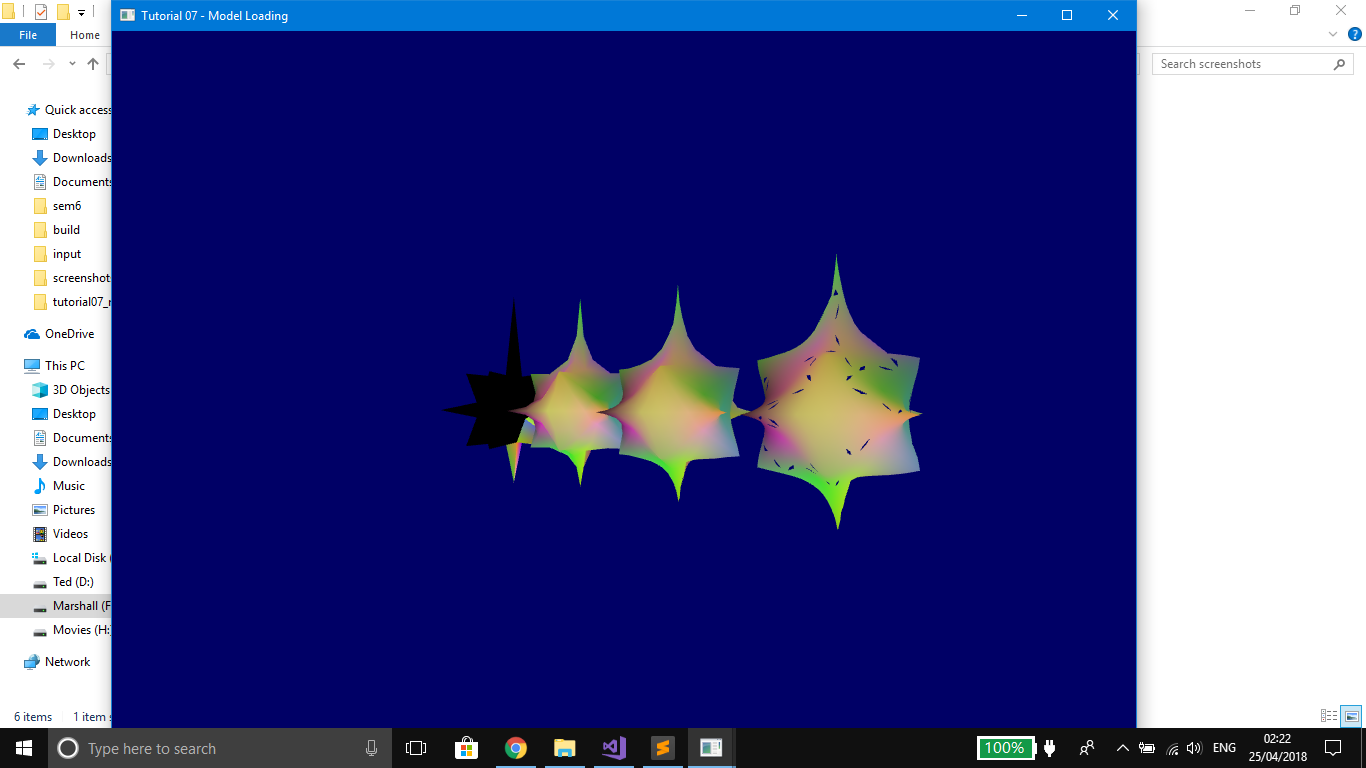 Tutorial 07 - Model Loading
File Home
Search screenshots
Quick access
Desktop
Downloads
Documents
sem6
build
input
screenshot
tutorial07_r
OneDrive
This PC
3D Objects
Desktop
Documents
Downloads
Music
Pictures
Videos
Local Disk (
Ted (D:)
Marshall (F
Movies (H:)
Network
6 items 1 item s
Type here to search
100%
ENG
02:22
25/04/2018